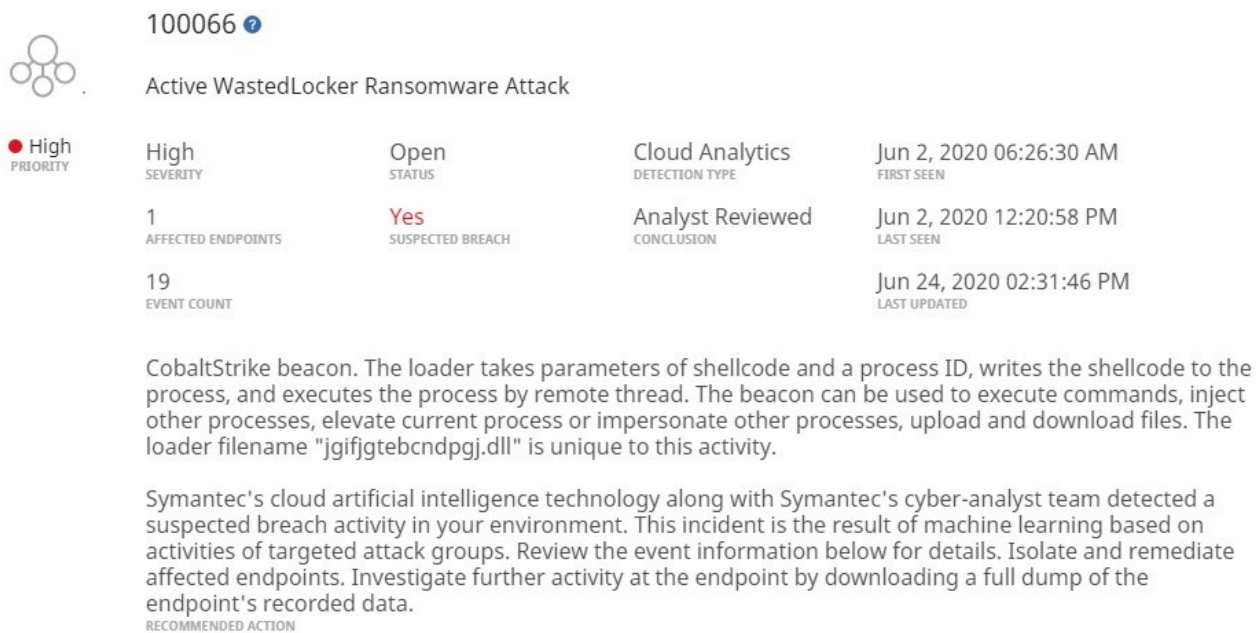 100066 ?
Active WastedLocker Ransomware Attack
High
PRIORITY
High
SEVERITY
Open
STATUS
Cloud Analytics
DETECTION TYPE
Jun 2, 2020 06:26:30 AM
FIRST SEEN
1
AFFECTED ENDPOINTS
Yes
SUSPECTED BREACH
Analyst Reviewed
CONCLUSION
Jun 2, 2020 12:20:58 PM
LAST SEEN
19
EVENT COUNT
Jun 24, 2020 02:31:46 PM
LAST UPDATED
CobaltStrike beacon. The loader takes parameters of shellcode and a process ID, writes the shellcode to the
process, and executes the process by remote thread. The beacon can be used to execute commands, inject
other processes, elevate current process or impersonate other processes, upload and download files. The
loader filename "jgifjgtebcndpgj.dll" is unique to this activity.
Symantec's cloud artificial intelligence technology along with Symantec's cyber-analyst team detected a
suspected breach activity in your environment. This incident is the result of machine learning based on
activities of targeted attack groups. Review the event information below for details. Isolate and remediate
affected endpoints. Investigate further activity at the endpoint by downloading a full dump of the
endpoint's recorded data.
RECOMMENDED ACTION